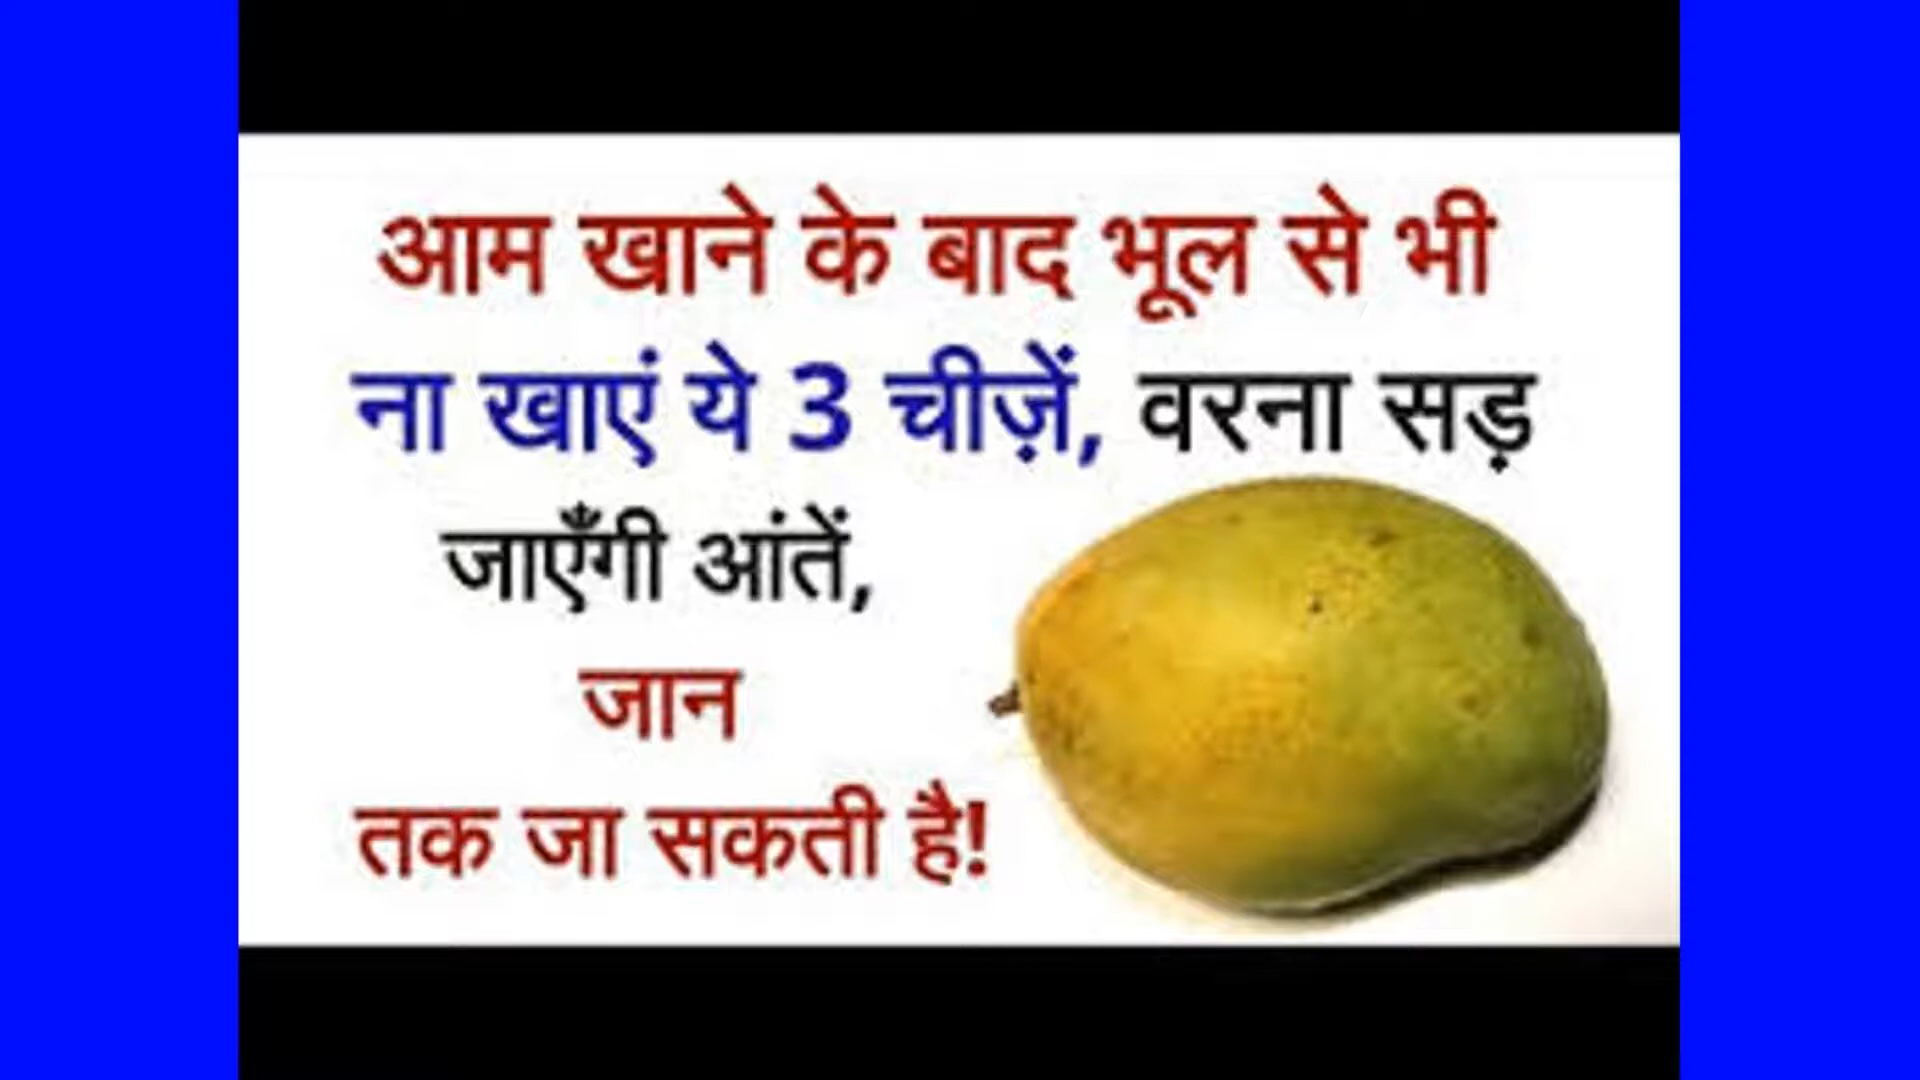 आम खाने के बाद भूल से भी
ना खाएं ये 3 चीज़ें, वरना सड़
जाएँगी आंतें,
जान
तक जा सकती है!